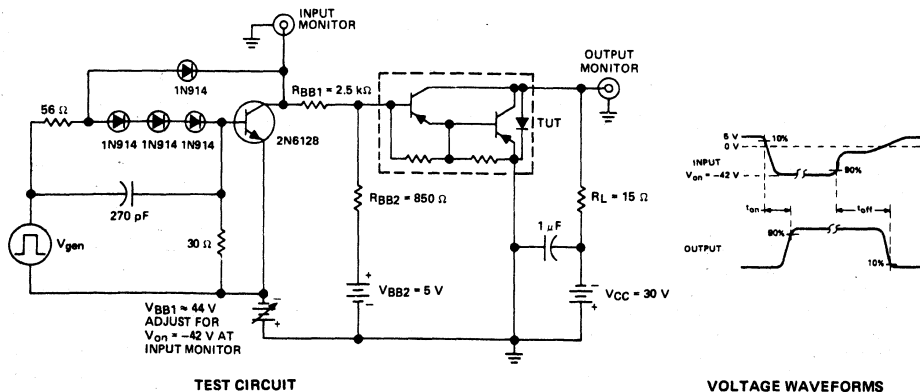 INPUT
MONITOR
OUTPUT
MONITOR
1N914
RBB1 = 2.5 kΩ
56 Ω
1N914 1N914 1N914
2N6128
TUT
270 pF
RBB2 = 850 Ω
RL = 15 Ω
30 Ω
1 μF
Vgen
VBB1 ≈ 44 V
ADJUST FOR
Von = −42 V AT
INPUT MONITOR
VBB2 = 5 V
VCC = 30 V
TEST CIRCUIT
5 V
0 V
10%
INPUT
Von = −42 V
90%
ton
toff
90%
OUTPUT
10%
VOLTAGE WAVEFORMS